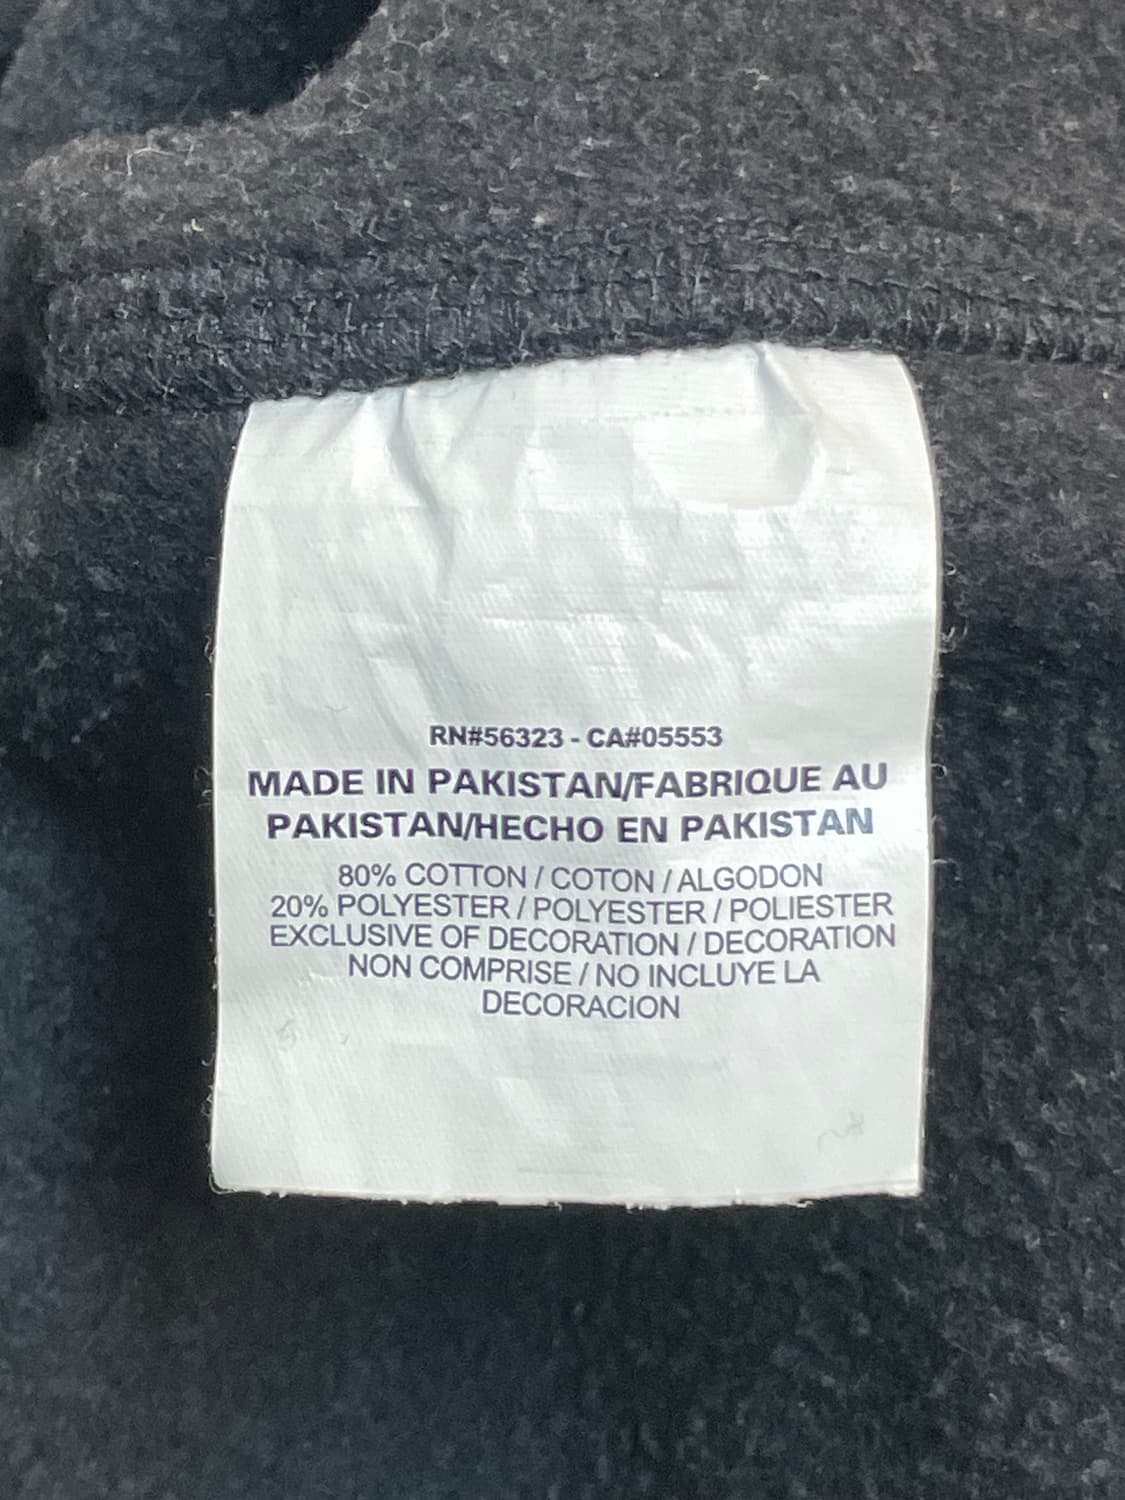 RN#56323 - CA#05553
MADE IN PAKISTAN/FABRIQUE AU
PAKISTAN/HECHO EN PAKISTAN
80% COTTON / COTON / ALGODON
20% POLYESTER / POLYESTER / POLIESTER
EXCLUSIVE OF DECORATION / DECORATION
NON COMPRISE / NO INCLUYE LA
DECORACION